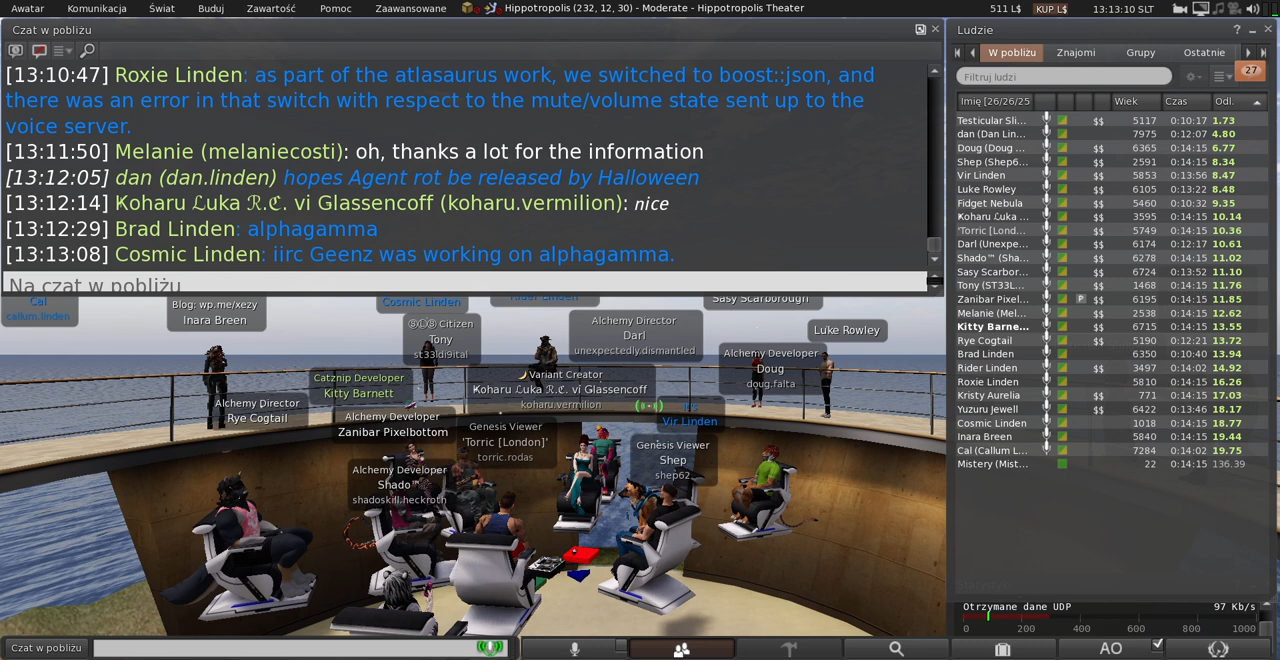 Awatar Komunikacja Świat Buduj Zawartość Pomoc Zaawansowane Hippotropolis (232, 12, 30) - Moderate - Hippotropolis Theater 511 L$ KUP L$ 13:13:10 SLT
Czat w pobliżu
[13:10:47] Roxie Linden: as part of the atlasaurus work, we switched to boost::json, and
there was an error in that switch with respect to the mute/volume state sent up to the
voice server.
[13:11:50] Melanie (melaniecosti): oh, thanks a lot for the information
[13:12:05] dan (dan.linden) hopes Agent rot be released by Halloween
[13:12:14] Ҝoharu ℒuka ℛ.ℭ. vi Glassencoff (koharu.vermilion): nice
[13:12:29] Brad Linden: alphagamma
[13:13:08] Cosmic Linden: iirc Geenz was working on alphagamma.
Na czat w pobliżu
Cal
callum.linden
Blog: wp.me/xezy
Inara Breen
Cosmic Linden
Rider Linden
Sasy Scarborough
ⒷⓁⒷ Citizen
Tony
st33ldi9ital
Alchemy Director
Darl
unexpectedly.dismantled
Luke Rowley
Alchemy Developer
Doug
doug.falta
Catznip Developer
Kitty Barnett
🌙Variant Creator
Ҝoharu ℒuka ℛ.ℭ. vi Glassencoff
koharu.vermilion
Alchemy Director
Rye Cogtail
Alchemy Developer
Zanibar Pixelbottom
Vir Linden
Genesis Viewer
'Torric [London]'
torric.rodas
Genesis Viewer
Shep
shep62
Alchemy Developer
Shado™
shadoskill.heckroth
Czat w pobliżu
Ludzie
W pobliżu Znajomi Grupy Ostatnie
27
Filtruj ludzi
Imię [26/26/25 Wiek Czas Odl.
Testicular Sli... $$ 5117 0:10:17 1.73
dan (Dan Lin... 7975 0:12:07 4.80
Doug (Doug ... $$ 6365 0:14:15 6.77
Shep (Shep6... $$ 2591 0:14:15 8.34
Vir Linden $$ 5853 13:56 8.47
Luke Rowley $$ 6105 0:13:22 8.48
Fidget Nebula $$ 5460 0:10:32 9.35
Ҝoharu ℒuka ... $$ 3595 0:14:15 10.14
'Torric [Lond... $$ 5749 0:14:15 10.36
Darl (Unexpe... $$ 6174 0:12:17 10.61
Shado™ (Sha... $$ 6278 0:14:15 11.02
Sasy Scarbor... $$ 6724 0:13:52 11.10
Tony (ST33L... $$ 1468 0:14:15 11.76
Zanibar Pixel... P $$ 6195 0:14:15 11.85
Melanie (Mel... $$ 2538 0:14:15 12.62
Kitty Barne... $$ 6715 0:14:15 13.55
Rye Cogtail $$ 5190 0:12:21 13.72
Brad Linden 6350 0:10:40 13.94
Rider Linden $$ 3497 0:14:02 14.92
Roxie Linden 5810 0:14:15 16.26
Kristy Aurelia $$ 771 0:14:15 17.03
Yuzuru Jewell $$ 6422 0:13:46 18.17
Cosmic Linden 1018 0:14:15 18.77
Inara Breen 5840 0:14:15 19.44
Cal (Callum L... 7284 0:14:02 19.75
Mistery (Mist... 22 0:14:15 136.39
Otrzymane dane UDP 97 Kb/s
0 200 400 600 800 1000
AO